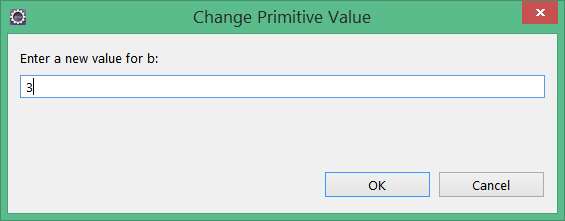 Change Primitive Value
Enter a new value for b:
3
OK
Cancel